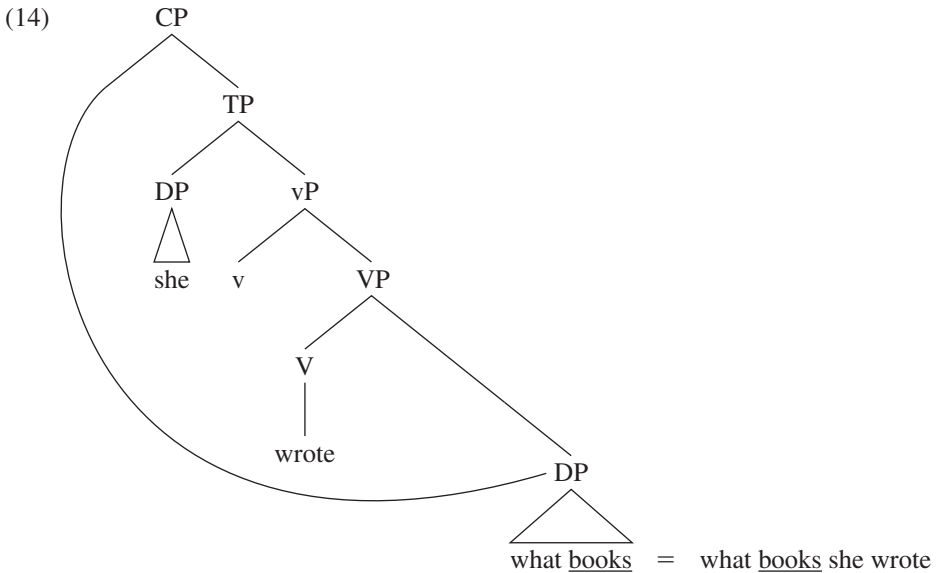 (14) CP
TP
DP vP
she v VP
V
wrote
DP
what books = what books she wrote